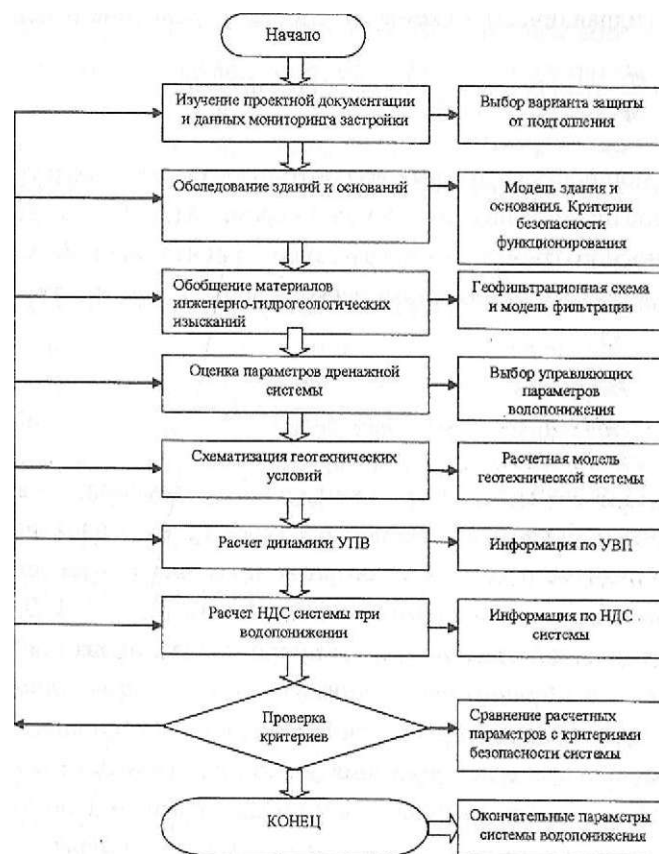 Начало
Изучение проектной документации
и данных мониторинга застройки
Выбор варианта защиты
от подтопления
Обследование зданий и оснований
Модель здания и
основания. Критерии
безопасности
функционирования
Обобщение материалов
инженерно-гидрогеологических
изысканий
Геофильтрационная схема
и модель фильтрации
Оценка параметров дренажной
системы
Выбор управляющих
параметров
водопонижения
Схематизация геотехнических
условий
Расчетная модель
геотехнической системы
Расчет динамики УПВ
Информация по УВП
Расчет НДС системы при
водопонижении
Информация по НДС
системы
Проверка
критериев
Сравнение расчетных
параметров с критериями
безопасности системы
КОНЕЦ
Окончательные параметры
системы водопонижения